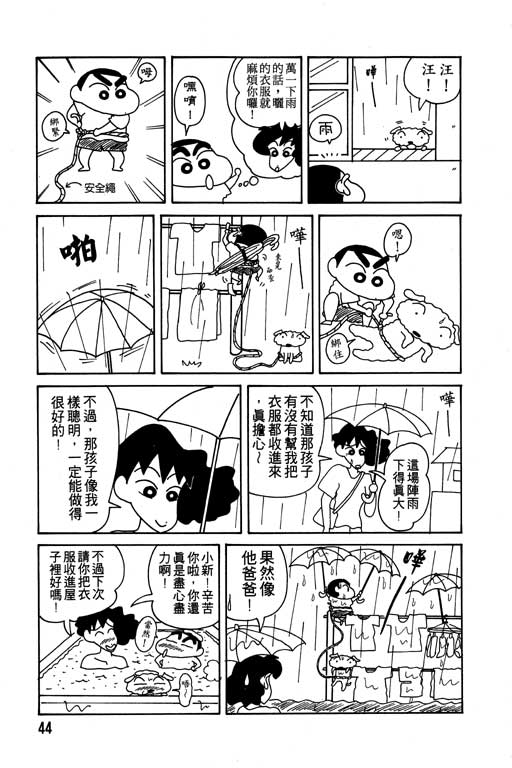 汪！
汪！
嘩
雨
萬一下雨
的話，曬
的衣服就
麻煩你囉！
嘿唷！
嘿
綁緊
安全繩
嗯！
綁住
嘩
啪
嘩
不知道那孩子
有沒有幫我把
衣服都收進來
，真擔心～
這場陣雨
下得真大！
不過，那孩子像我一
樣聰明，一定能做得
很好的！
嘩
果然像
他爸爸！
小新！辛苦
你啦，你還
真是盡心盡
力啊！
當然！
唔～
不過下次
請你把衣
服收進屋
子裡好嗎！
44